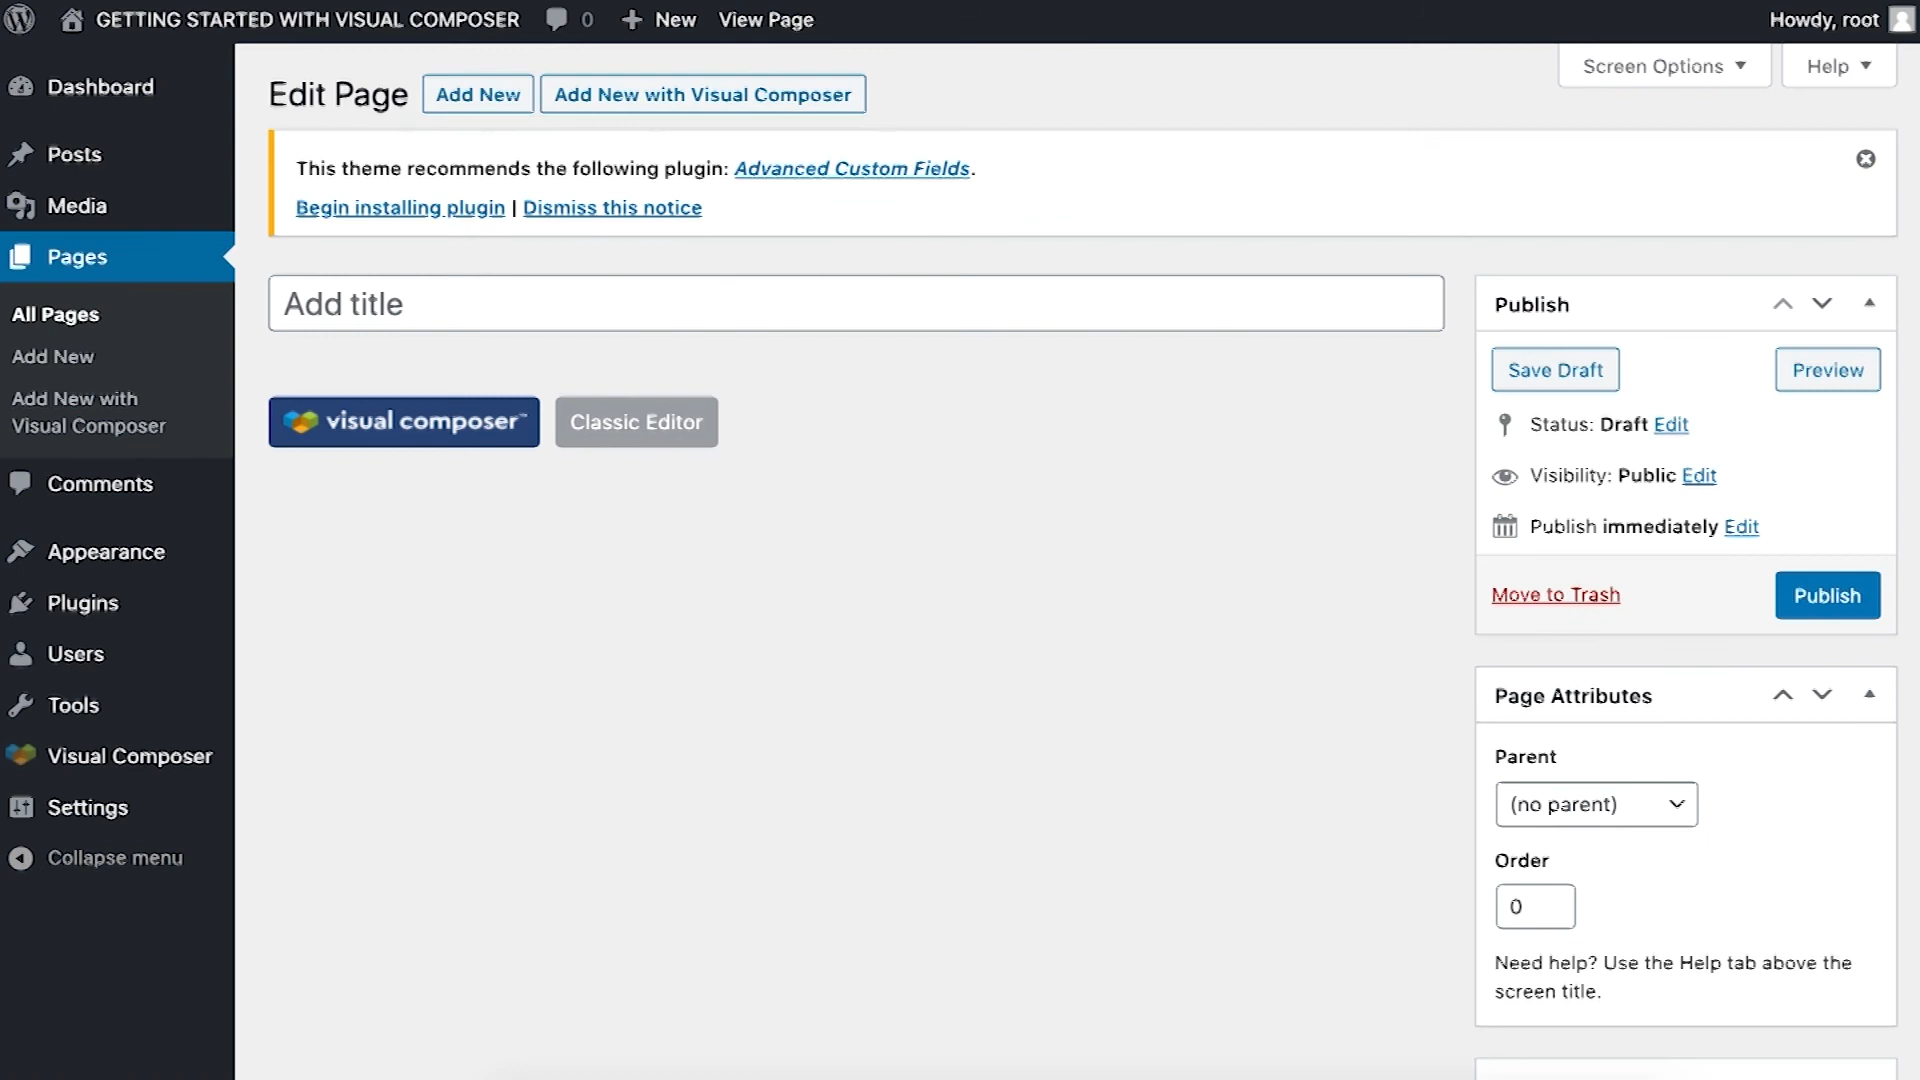 GETTING STARTED WITH VISUAL COMPOSER 0 New View Page Howdy, root
Screen Options Help
Dashboard
Posts
Media
Pages
All Pages
Add New
Add New with
Visual Composer
Comments
Appearance
Plugins
Users
Tools
Visual Composer
Settings
Collapse menu
Edit Page Add New Add New with Visual Composer
This theme recommends the following plugin: Advanced Custom Fields.
Begin installing plugin | Dismiss this notice
Add title
visual composer™ Classic Editor
Publish
Save Draft Preview
Status: Draft Edit
Visibility: Public Edit
Publish immediately Edit
Move to Trash Publish
Page Attributes
Parent
(no parent)
Order
0
Need help? Use the Help tab above the
screen title.